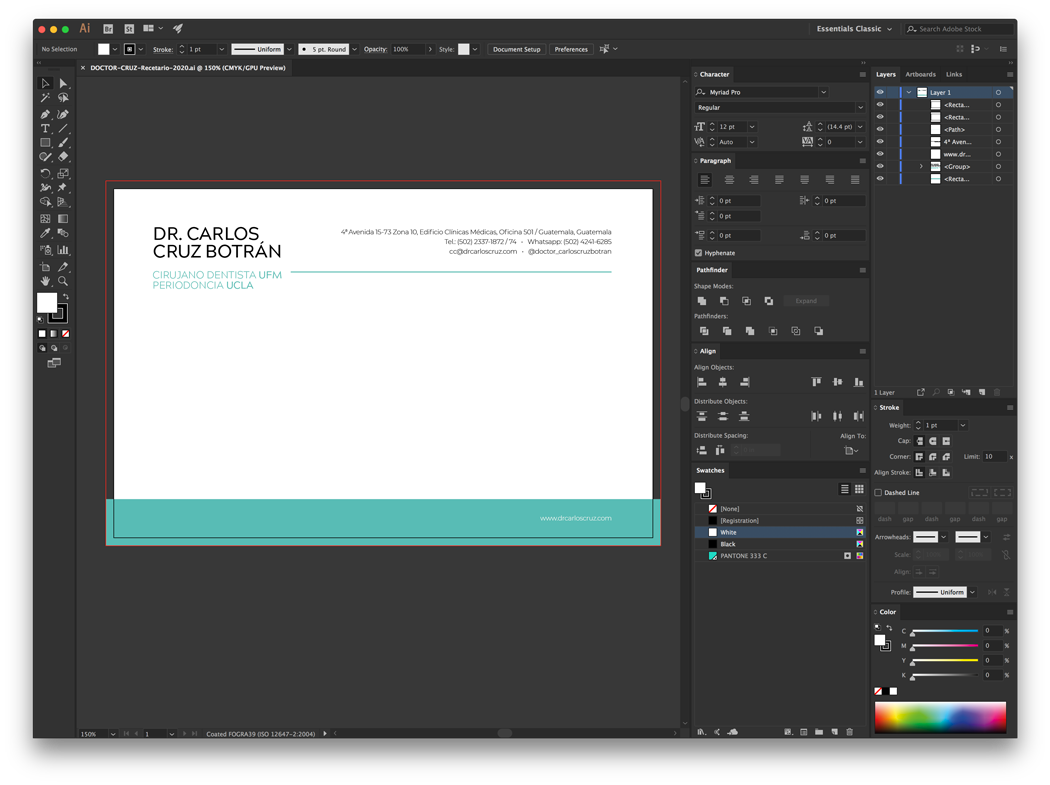 Ai Br St
Essentials Classic
Search Adobe Stock
No Selection
Stroke: 1 pt
Uniform
5 pt. Round
Opacity: 100%
Style:
Document Setup
Preferences
× DOCTOR-CRUZ-Recetario-2020.ai @ 150% (CMYK/GPU Preview)
DR. CARLOS
CRUZ BOTRÁN
CIRUJANO DENTISTA UFM
PERIODONCIA UCLA
4ª Avenida 15-73 Zona 10, Edificio Clínicas Médicas, Oficina 501 / Guatemala, Guatemala
Tel.: (502) 2337-1872 / 74 • Whatsapp: (502) 4241-6285
cc@drcarloscruz.com • @doctor_carloscruzbotran
www.drcarloscruz.com
150%
1
Coated FOGRA39 (ISO 12647-2:2004)
Character
Myriad Pro
Regular
12 pt
(14.4 pt)
Auto
0
Paragraph
0 pt
0 pt
0 pt
0 pt
0 pt
Hyphenate
Pathfinder
Shape Modes:
Expand
Pathfinders:
Align
Align Objects:
Distribute Objects:
Distribute Spacing:
Align To:
Swatches
[None]
[Registration]
White
Black
PANTONE 333 C
Layers
Artboards
Links
Layer 1
<Recta...
<Recta...
<Path>
4ª Aven...
www.dr...
<Group>
<Recta...
1 Layer
Stroke
Weight: 1 pt
Cap:
Corner:
Limit: 10 x
Align Stroke:
Dashed Line
dash gap dash gap dash gap
Arrowheads:
Scale: 100% 100%
Align:
Profile: Uniform
Color
C 0 %
M 0 %
Y 0 %
K 0 %